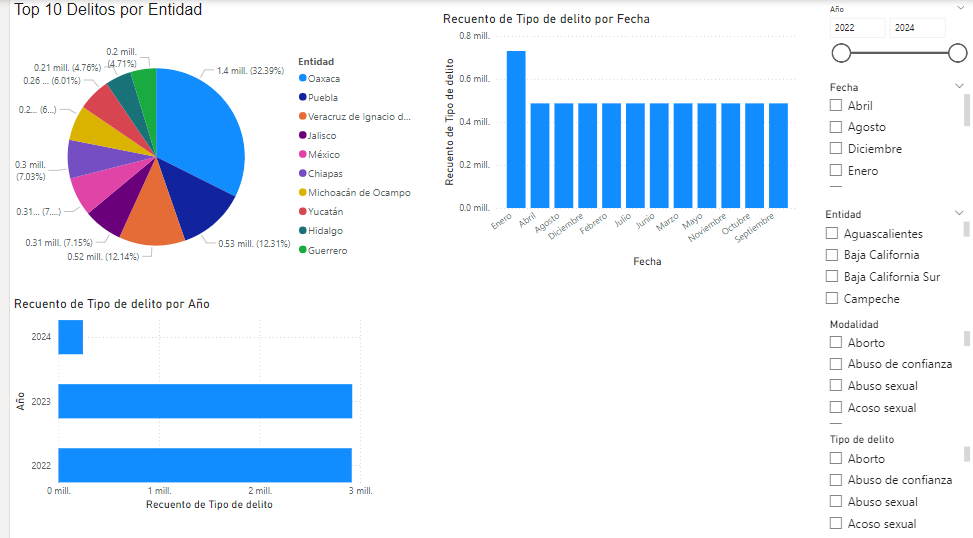 Top 10 Delitos por Entidad
0.2 mill.
(4.71%)
0.21 mill. (4.76%)
0.26 ... (6.01%)
0.2... (6...)
0.3 mill.
(7.03%)
0.31... (7....)
0.31 mill. (7.15%)
0.52 mill. (12.14%)
0.53 mill. (12.31%)
1.4 mill. (32.39%)
Entidad
Oaxaca
Puebla
Veracruz de Ignacio d...
Jalisco
México
Chiapas
Michoacán de Ocampo
Yucatán
Hidalgo
Guerrero
Recuento de Tipo de delito por Fecha
Recuento de Tipo de delito
0.8 mill.
0.6 mill.
0.4 mill.
0.2 mill.
0.0 mill.
Enero
Abril
Agosto
Diciembre
Febrero
Julio
Junio
Marzo
Mayo
Noviembre
Octubre
Septiembre
Fecha
Recuento de Tipo de delito por Año
Año
2024
2023
2022
0 mill.
1 mill.
2 mill.
3 mill.
Recuento de Tipo de delito
Año
2022
2024
Fecha
Abril
Agosto
Diciembre
Enero
Entidad
Aguascalientes
Baja California
Baja California Sur
Campeche
Modalidad
Aborto
Abuso de confianza
Abuso sexual
Acoso sexual
Tipo de delito
Aborto
Abuso de confianza
Abuso sexual
Acoso sexual